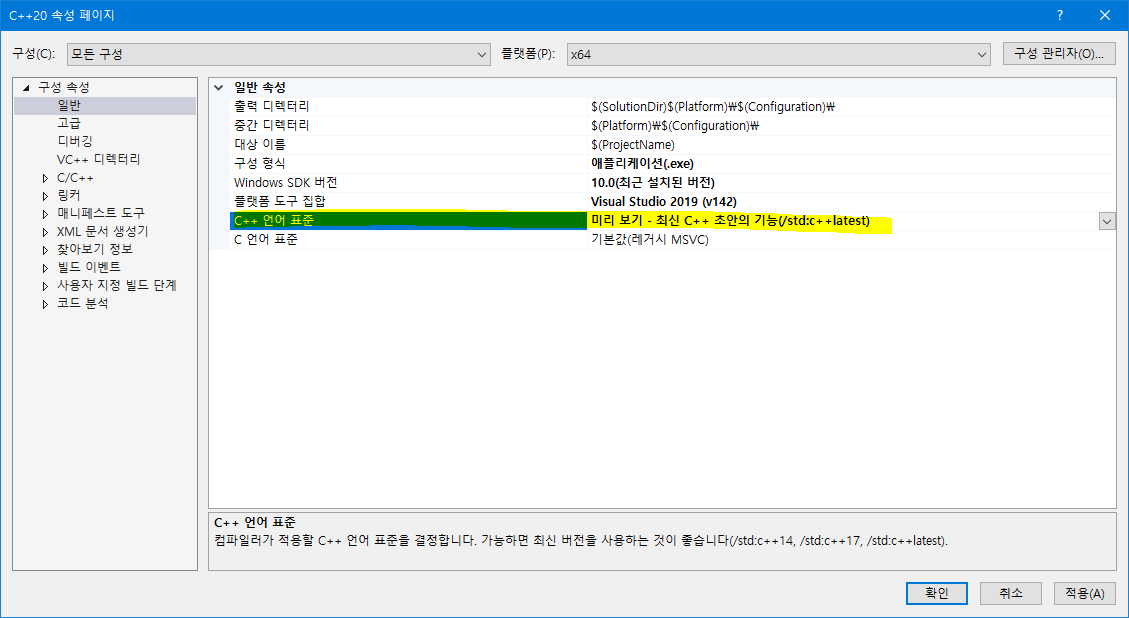 C++20 속성 페이지
구성(C): 모든 구성 플랫폼(P): x64 구성 관리자(O)...
구성 속성
일반
고급
디버깅
VC++ 디렉터리
C/C++
링커
매니페스트 도구
XML 문서 생성기
찾아보기 정보
빌드 이벤트
사용자 지정 빌드 단계
코드 분석
일반 속성
출력 디렉터리 $(SolutionDir)$(Platform)₩$(Configuration)₩
중간 디렉터리 $(Platform)₩$(Configuration)₩
대상 이름 $(ProjectName)
구성 형식 애플리케이션(.exe)
Windows SDK 버전 10.0(최근 설치된 버전)
플랫폼 도구 집합 Visual Studio 2019 (v142)
C++ 언어 표준 미리 보기 - 최신 C++ 초안의 기능(/std:c++latest)
C 언어 표준 기본값(레거시 MSVC)
C++ 언어 표준
컴파일러가 적용할 C++ 언어 표준을 결정합니다. 가능하면 최신 버전을 사용하는 것이 좋습니다(/std:c++14, /std:c++17, /std:c++latest).
확인 취소 적용(A)